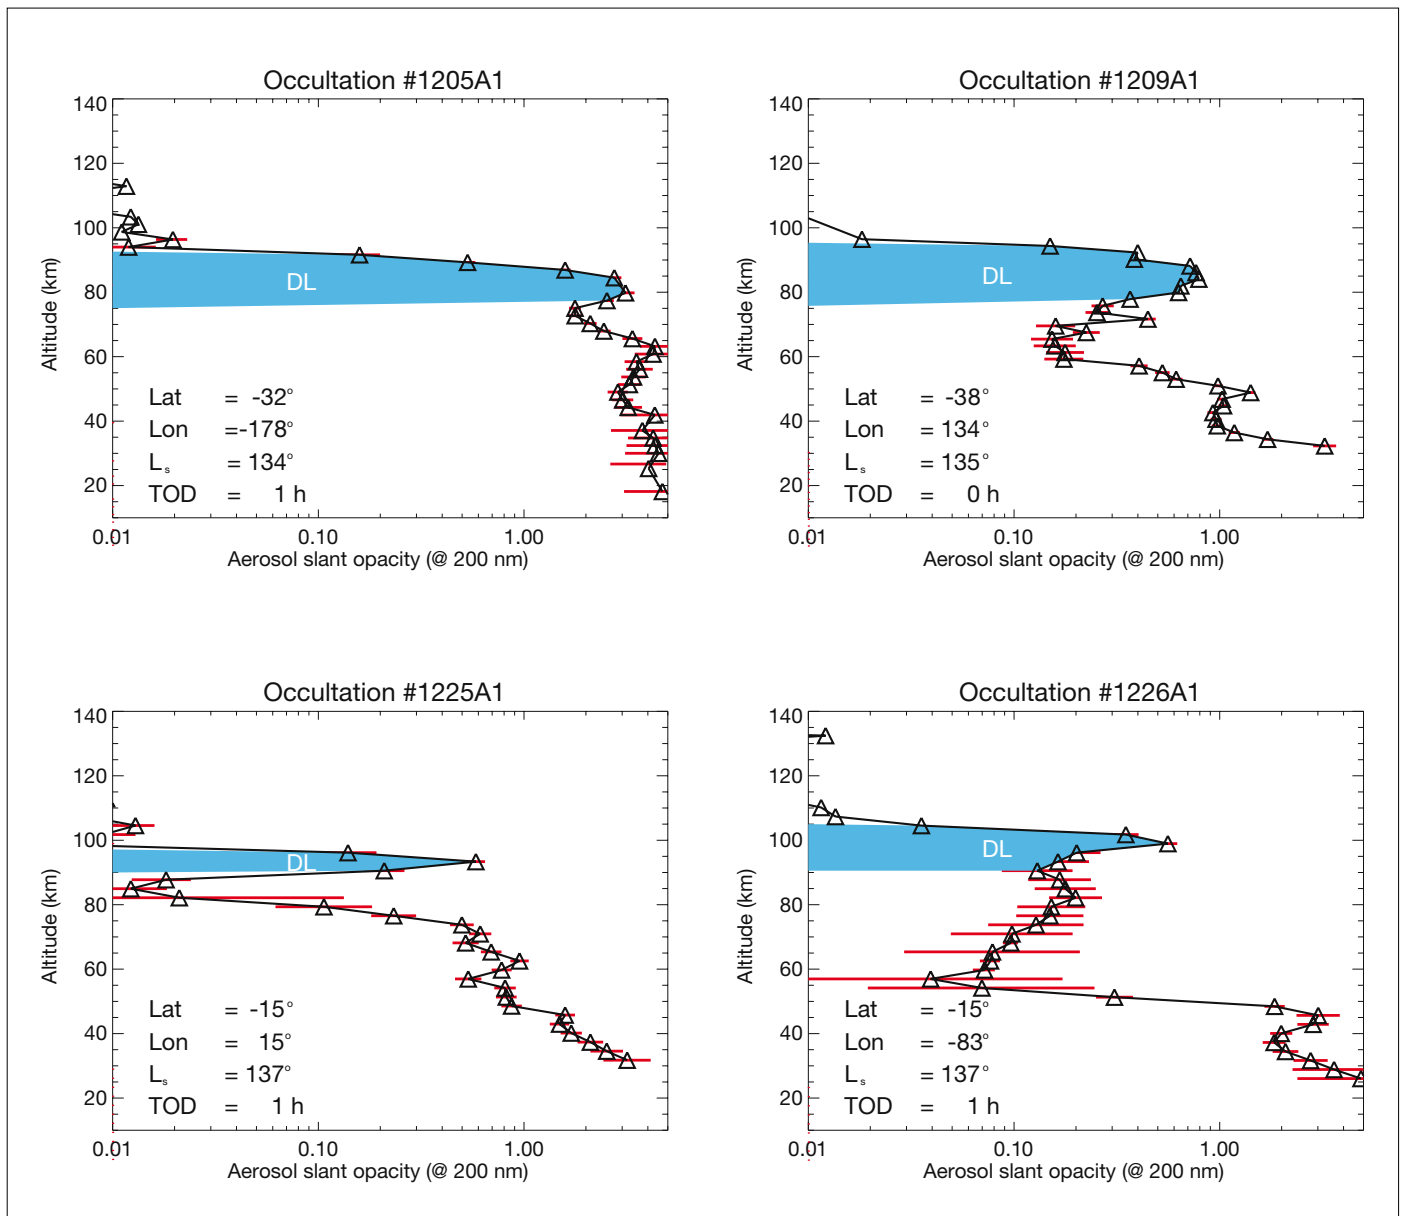 Occultation #1205A1
140
120
100
80
60
40
20
Altitude (km)
DL
Lat = -32°
Lon =-178°
Ls = 134°
TOD = 1 h
0.01 0.10 1.00
Aerosol slant opacity (@ 200 nm)
Occultation #1209A1
140
120
100
80
60
40
20
Altitude (km)
DL
Lat = -38°
Lon = 134°
Ls = 135°
TOD = 0 h
0.01 0.10 1.00
Aerosol slant opacity (@ 200 nm)
Occultation #1225A1
140
120
100
80
60
40
20
Altitude (km)
DL
Lat = -15°
Lon = 15°
Ls = 137°
TOD = 1 h
0.01 0.10 1.00
Aerosol slant opacity (@ 200 nm)
Occultation #1226A1
140
120
100
80
60
40
20
Altitude (km)
DL
Lat = -15°
Lon = -83°
Ls = 137°
TOD = 1 h
0.01 0.10 1.00
Aerosol slant opacity (@ 200 nm)